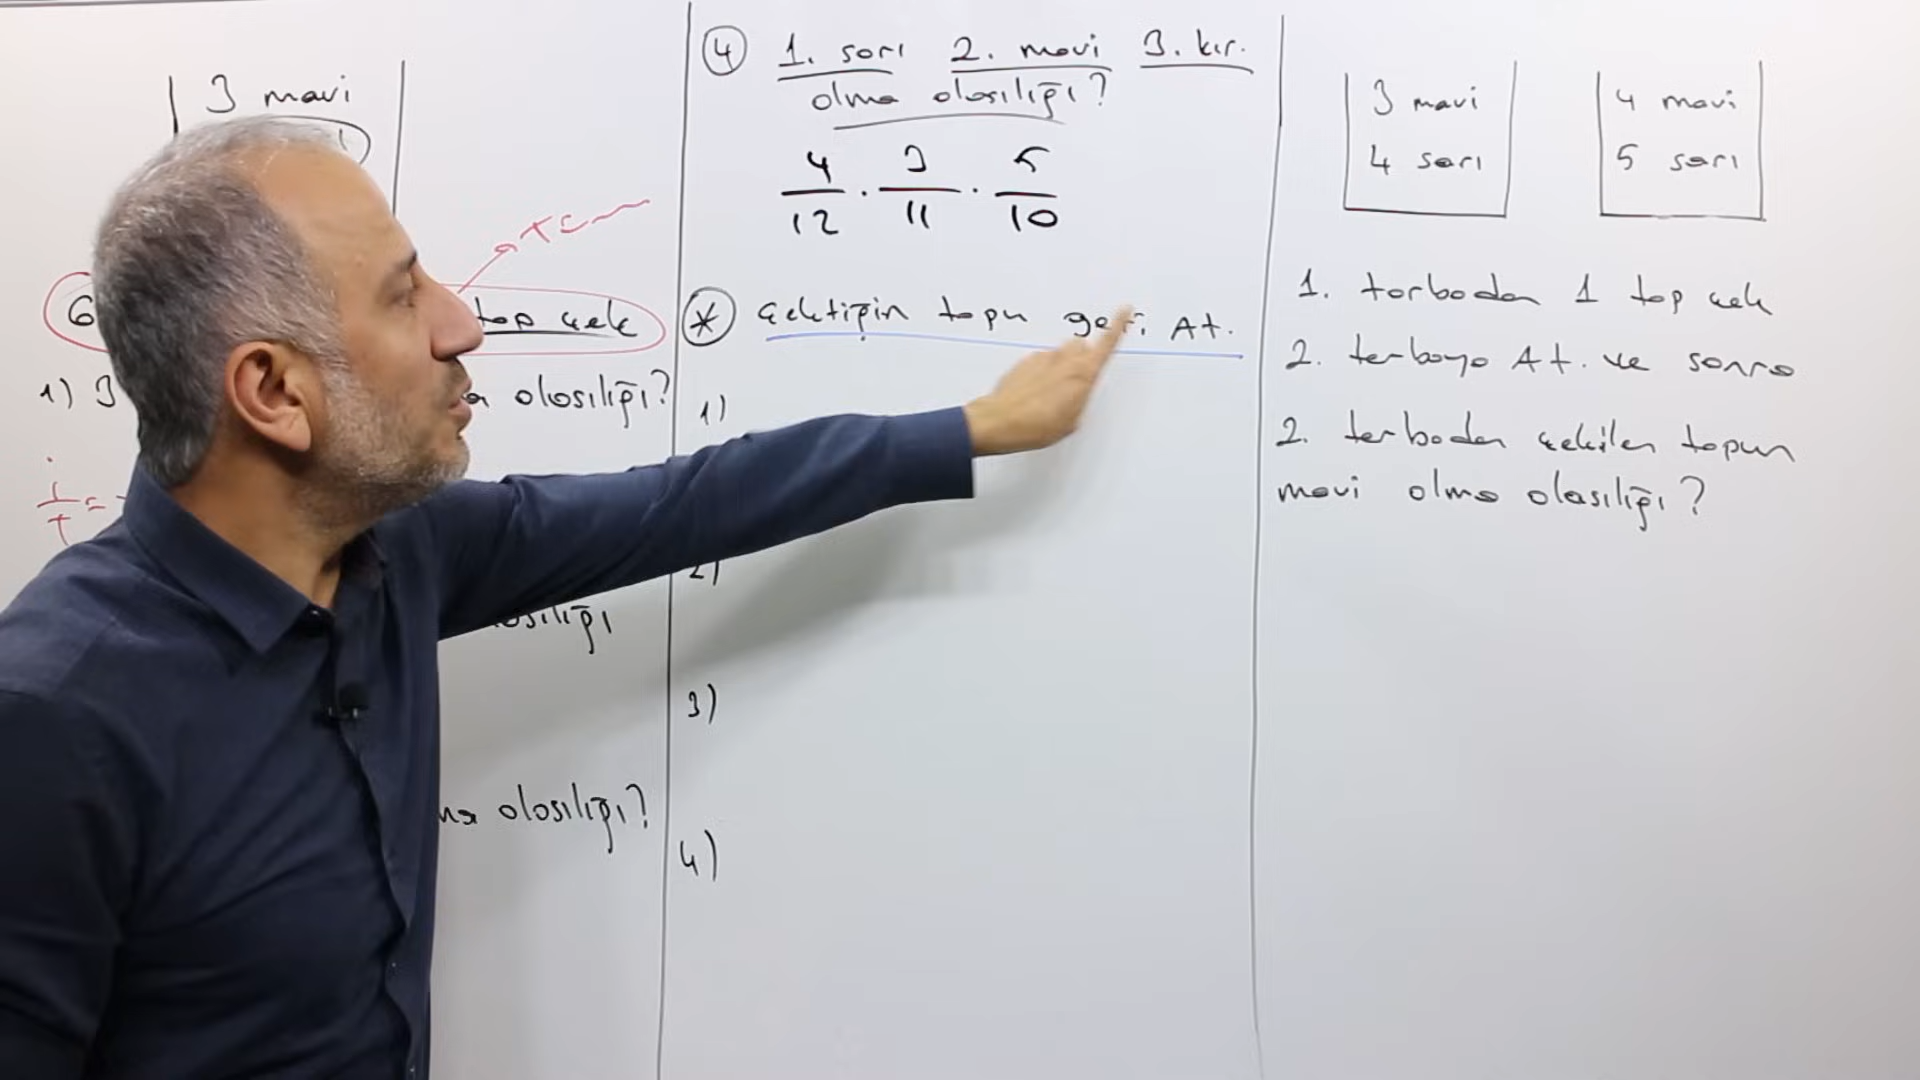 3 mavi
6
top çek
T=
1) 3
olasılığı?
i
T
olasılığı?
4 1. sarı 2. mavi 3. kır.
olma olasılığı?
4/12 . 3/11 . 5/10
* çektiğin topu geri At.
1)
2)
3)
4)
3 mavi
4 sarı
4 mavi
5 sarı
1. torbadan 1 top çek
2. torbaya At. ve sonra
2. torbadan çekilen topun
mavi olma olasılığı?